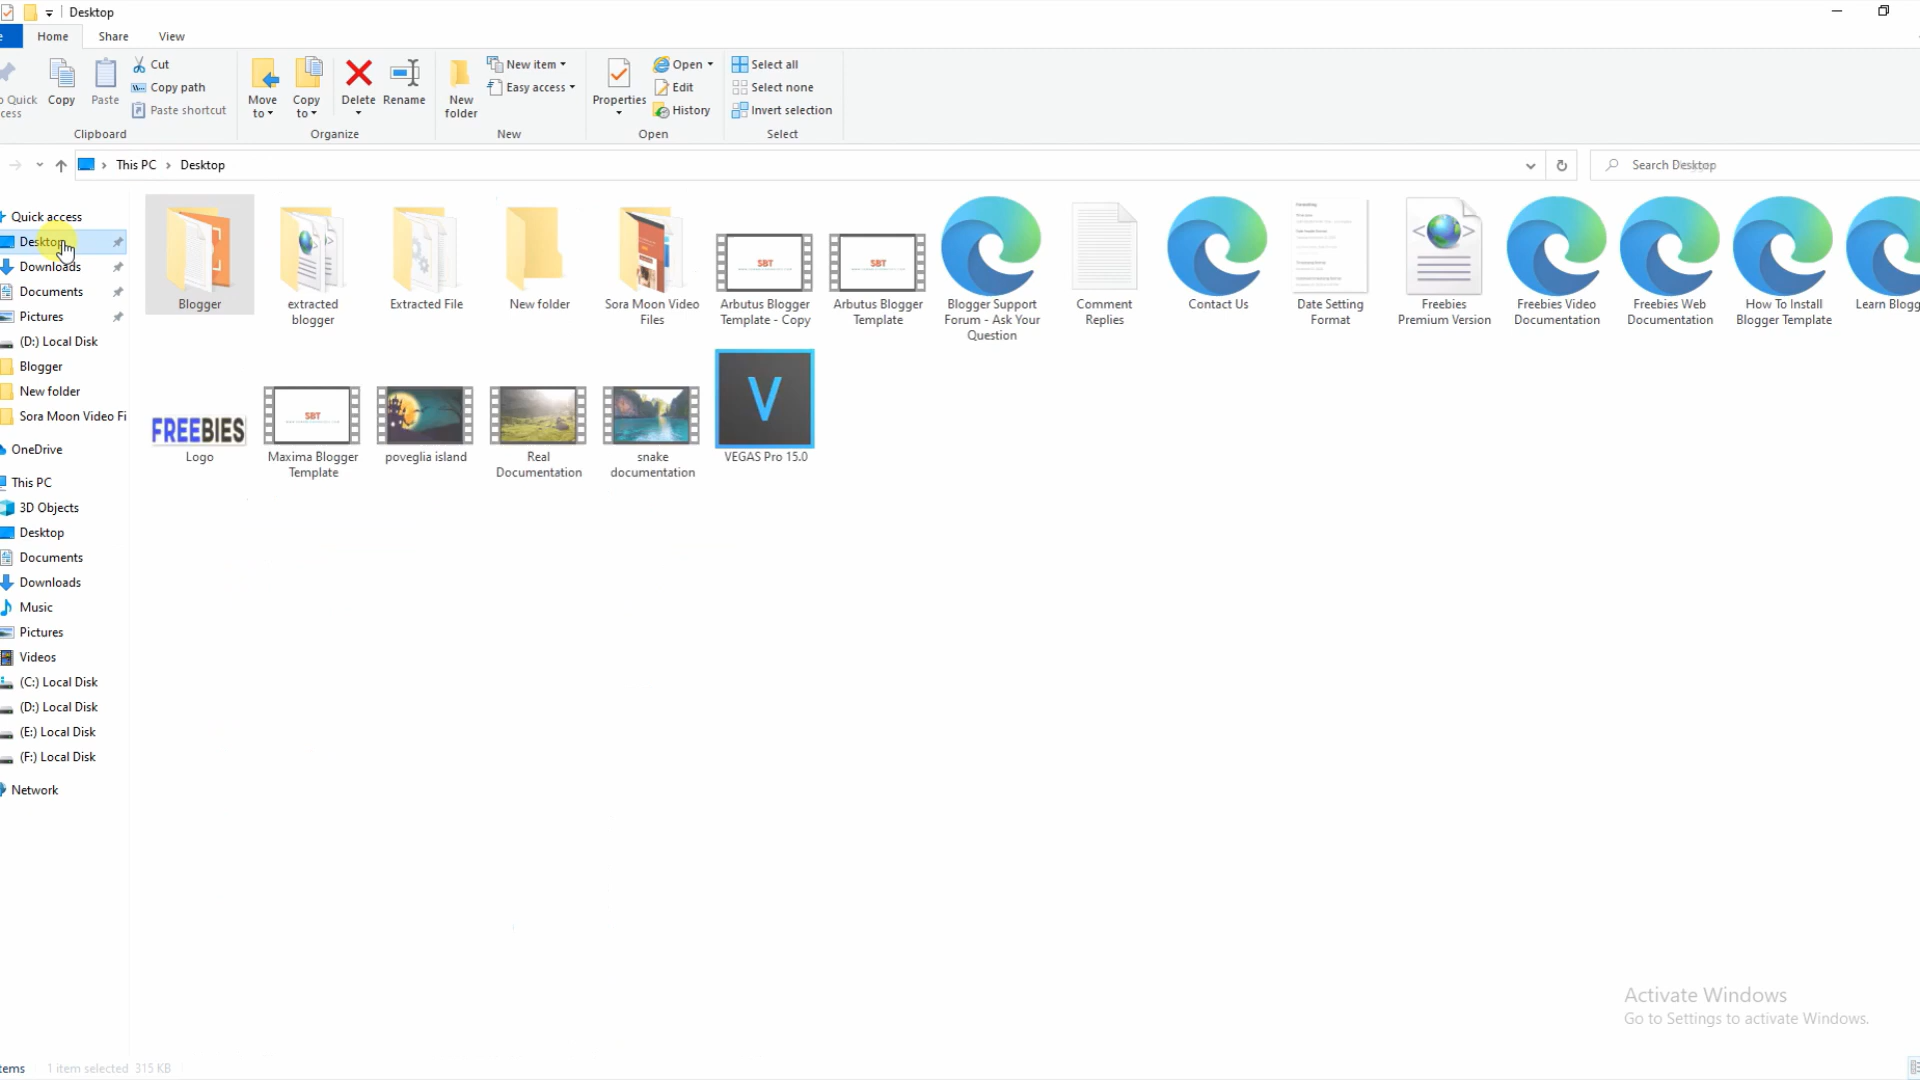 Desktop
Home Share View
Copy
Paste
Cut
Copy path
Paste shortcut
Clipboard
Move to
Copy to
Delete
Rename
Organize
New folder
New item
Easy access
New
Properties
Open
Edit
History
Open
Select all
Select none
Invert selection
Select
This PC > Desktop
Search Desktop
Quick access
Desktop
Downloads
Documents
Pictures
(D:) Local Disk
Blogger
New folder
Sora Moon Video Fi
OneDrive
This PC
3D Objects
Desktop
Documents
Downloads
Music
Pictures
Videos
(C:) Local Disk
(D:) Local Disk
(E:) Local Disk
(F:) Local Disk
Network
Blogger
extracted
blogger
Extracted File
New folder
Sora Moon Video
Files
SBT
Arbutus Blogger
Template - Copy
SBT
Arbutus Blogger
Template
Blogger Support
Forum - Ask Your
Question
Comment
Replies
Contact Us
Date Setting
Format
Freebies
Premium Version
Freebies Video
Documentation
Freebies Web
Documentation
How To Install
Blogger Template
Learn Blogg
FREEBIES
Logo
SBT
Maxima Blogger
Template
poveglia island
Real
Documentation
snake
documentation
V
VEGAS Pro 15.0
Activate Windows
Go to Settings to activate Windows.
1 item selected 315 KB